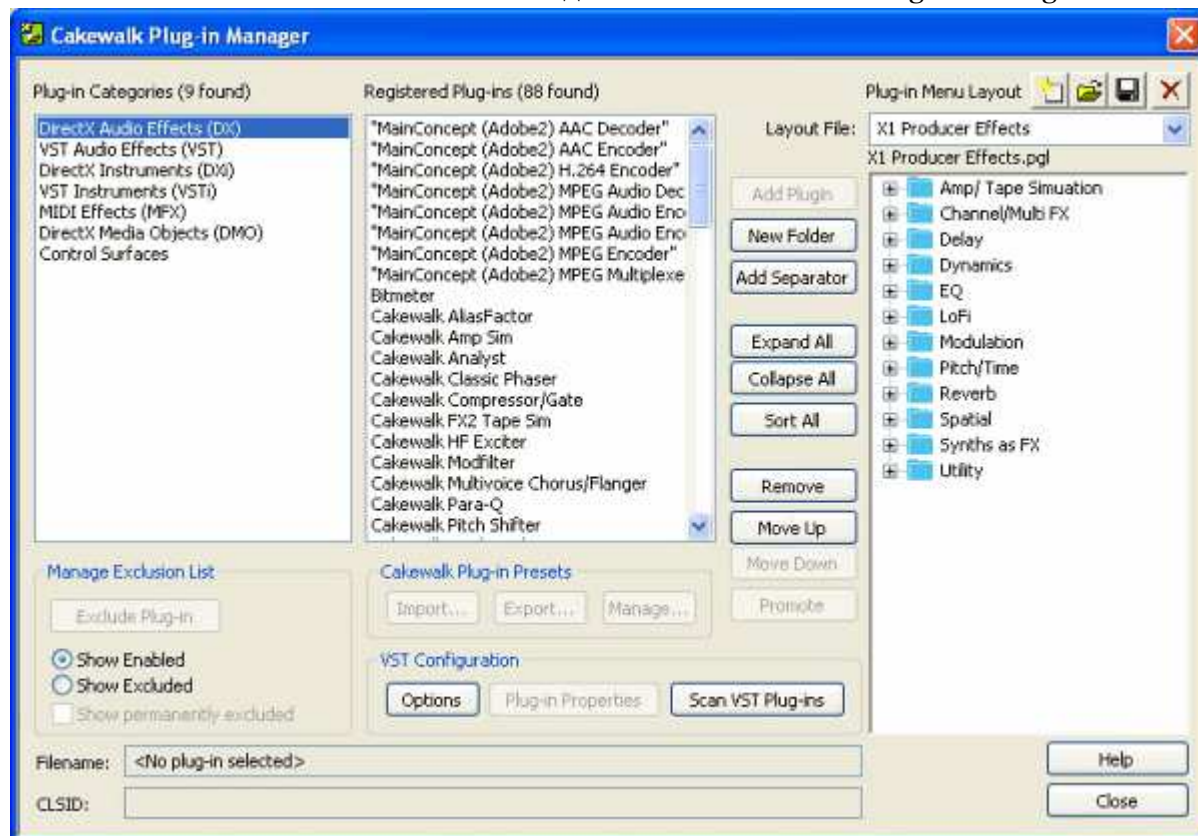 Cakewalk Plug-in Manager
Plug-in Categories (9 found)
DirectX Audio Effects (DX)
VST Audio Effects (VST)
DirectX Instruments (DXi)
VST Instruments (VSTi)
MIDI Effects (MFX)
DirectX Media Objects (DMO)
Control Surfaces
Registered Plug-ins (88 found)
"MainConcept (Adobe2) AAC Decoder"
"MainConcept (Adobe2) AAC Encoder"
"MainConcept (Adobe2) H.264 Encoder"
"MainConcept (Adobe2) MPEG Audio Dec
"MainConcept (Adobe2) MPEG Audio Enco
"MainConcept (Adobe2) MPEG Audio Enco
"MainConcept (Adobe2) MPEG Encoder"
"MainConcept (Adobe2) MPEG Multiplexe
Bitmeter
Cakewalk AliasFactor
Cakewalk Amp Sim
Cakewalk Analyst
Cakewalk Classic Phaser
Cakewalk Compressor/Gate
Cakewalk FX2 Tape Sim
Cakewalk HF Exciter
Cakewalk Modfilter
Cakewalk Multivoice Chorus/Flanger
Cakewalk Para-Q
Cakewalk Pitch Shifter
Plug-in Menu Layout
Layout File:
X1 Producer Effects
X1 Producer Effects.pgl
Add Plugin
New Folder
Add Separator
Expand All
Collapse All
Sort All
Remove
Move Up
Move Down
Promote
Amp/ Tape Simuation
Channel/Multi FX
Delay
Dynamics
EQ
LoFi
Modulation
Pitch/Time
Reverb
Spatial
Synths as FX
Utility
Manage Exclusion List
Exclude Plug-in
Show Enabled
Show Excluded
Show permanently excluded
Cakewalk Plug-in Presets
Import...
Export...
Manage...
VST Configuration
Options
Plug-in Properties
Scan VST Plug-ins
Filename:
<No plug-in selected>
CLSID:
Help
Close